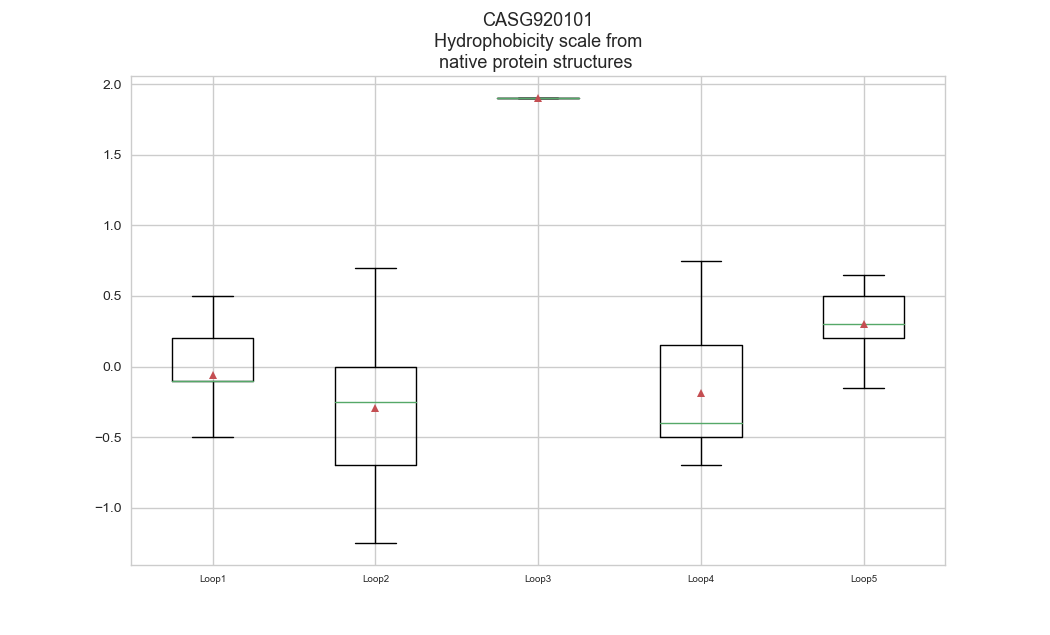 CASG920101
Hydrophobicity scale from
native protein structures
2.0
1.5
1.0
0.5
0.0
−0.5
−1.0
Loop1 Loop2 Loop3 Loop4 Loop5